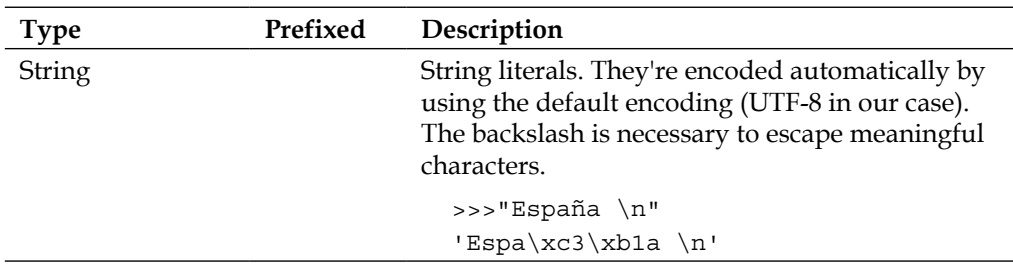 Type Prefixed Description
String String literals. They're encoded automatically by
using the default encoding (UTF-8 in our case).
The backslash is necessary to escape meaningful
characters.
>>>"España \n"
'Espa\xc3\xb1a \n'